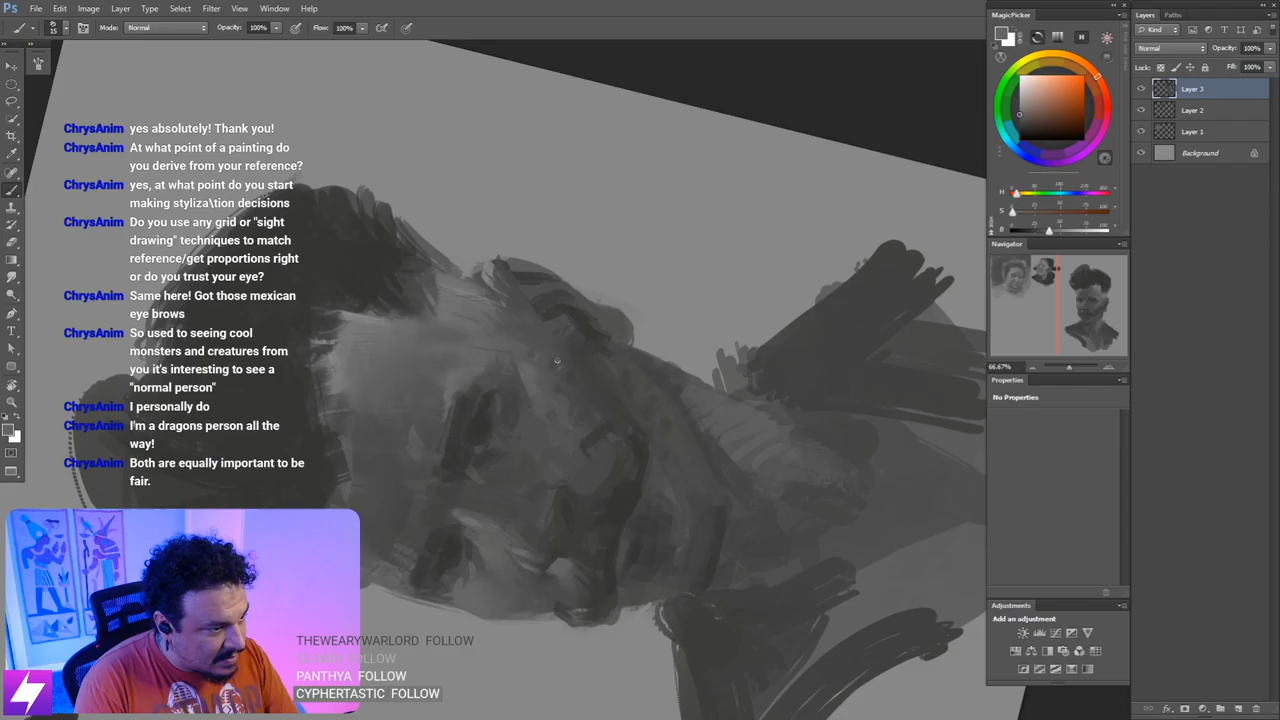 Ps File Edit Image Layer Type Select Filter View Window Help
15 Mode: Normal Opacity: 100% Flow: 100%
ChrysAnim yes absolutely! Thank you!
ChrysAnim At what point of a painting do
you derive from your reference?
ChrysAnim yes, at what point do you start
making styliza\tion decisions
ChrysAnim Do you use any grid or "sight
drawing" techniques to match
reference/get proportions right
or do you trust your eye?
ChrysAnim Same here! Got those mexican
eye brows
ChrysAnim So used to seeing cool
monsters and creatures from
you it's interesting to see a
"normal person"
ChrysAnim I personally do
ChrysAnim I'm a dragons person all the
way!
ChrysAnim Both are equally important to be
fair.
THEWEARYWARLORD FOLLOW
FOLLOW
PANTHYA FOLLOW
CYPHERTASTIC FOLLOW
MagicPicker
H
H
S
B
Navigator
66.67%
Properties
No Properties
Adjustments
Add an adjustment
Layers Paths
Kind
Normal Opacity: 100%
Lock: Fill: 100%
Layer 3
Layer 2
Layer 1
Background
fx